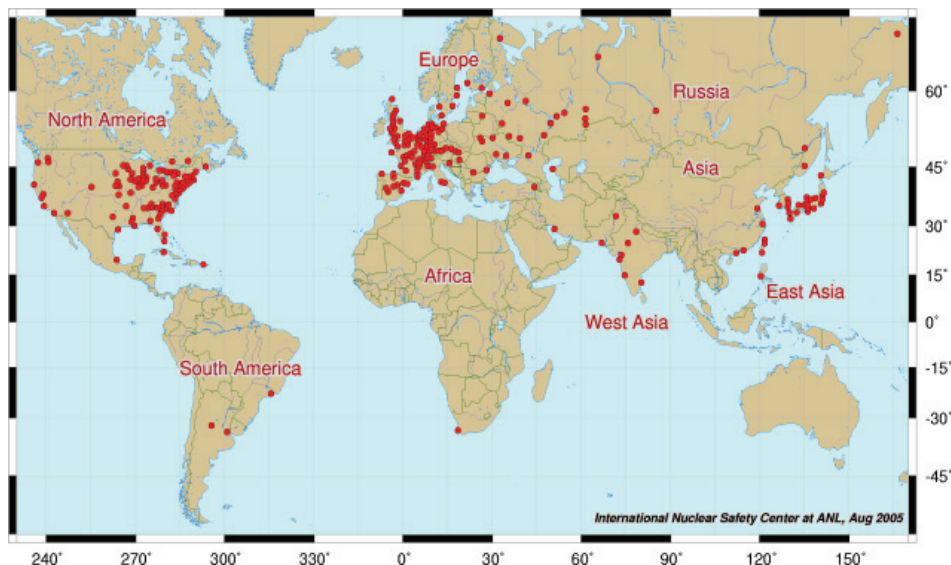 Europe
60°
Russia
North America
45°
Asia
30°
Africa
15°
East Asia
West Asia
0°
South America
-15°
-30°
-45°
International Nuclear Safety Center at ANL, Aug 2005
240° 270° 300° 330° 0° 30° 60° 90° 120° 150°